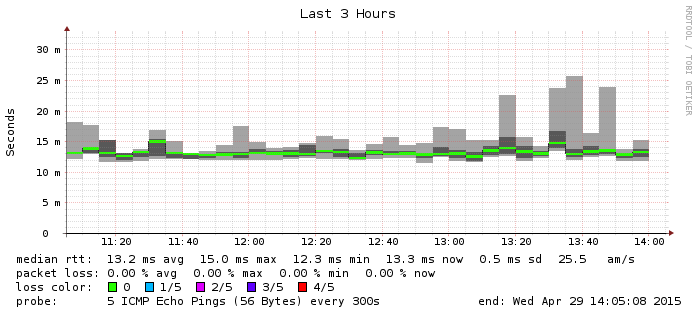 Last 3 Hours
RRDTOOL / TOBI OETIKER
Seconds
30 m
25 m
20 m
15 m
10 m
5 m
0
11:20 11:40 12:00 12:20 12:40 13:00 13:20 13:40 14:00
median rtt: 13.2 ms avg 15.0 ms max 12.3 ms min 13.3 ms now 0.5 ms sd 25.5 am/s
packet loss: 0.00 % avg 0.00 % max 0.00 % min 0.00 % now
loss color: 0 1/5 2/5 3/5 4/5
probe: 5 ICMP Echo Pings (56 Bytes) every 300s end: Wed Apr 29 14:05:08 2015